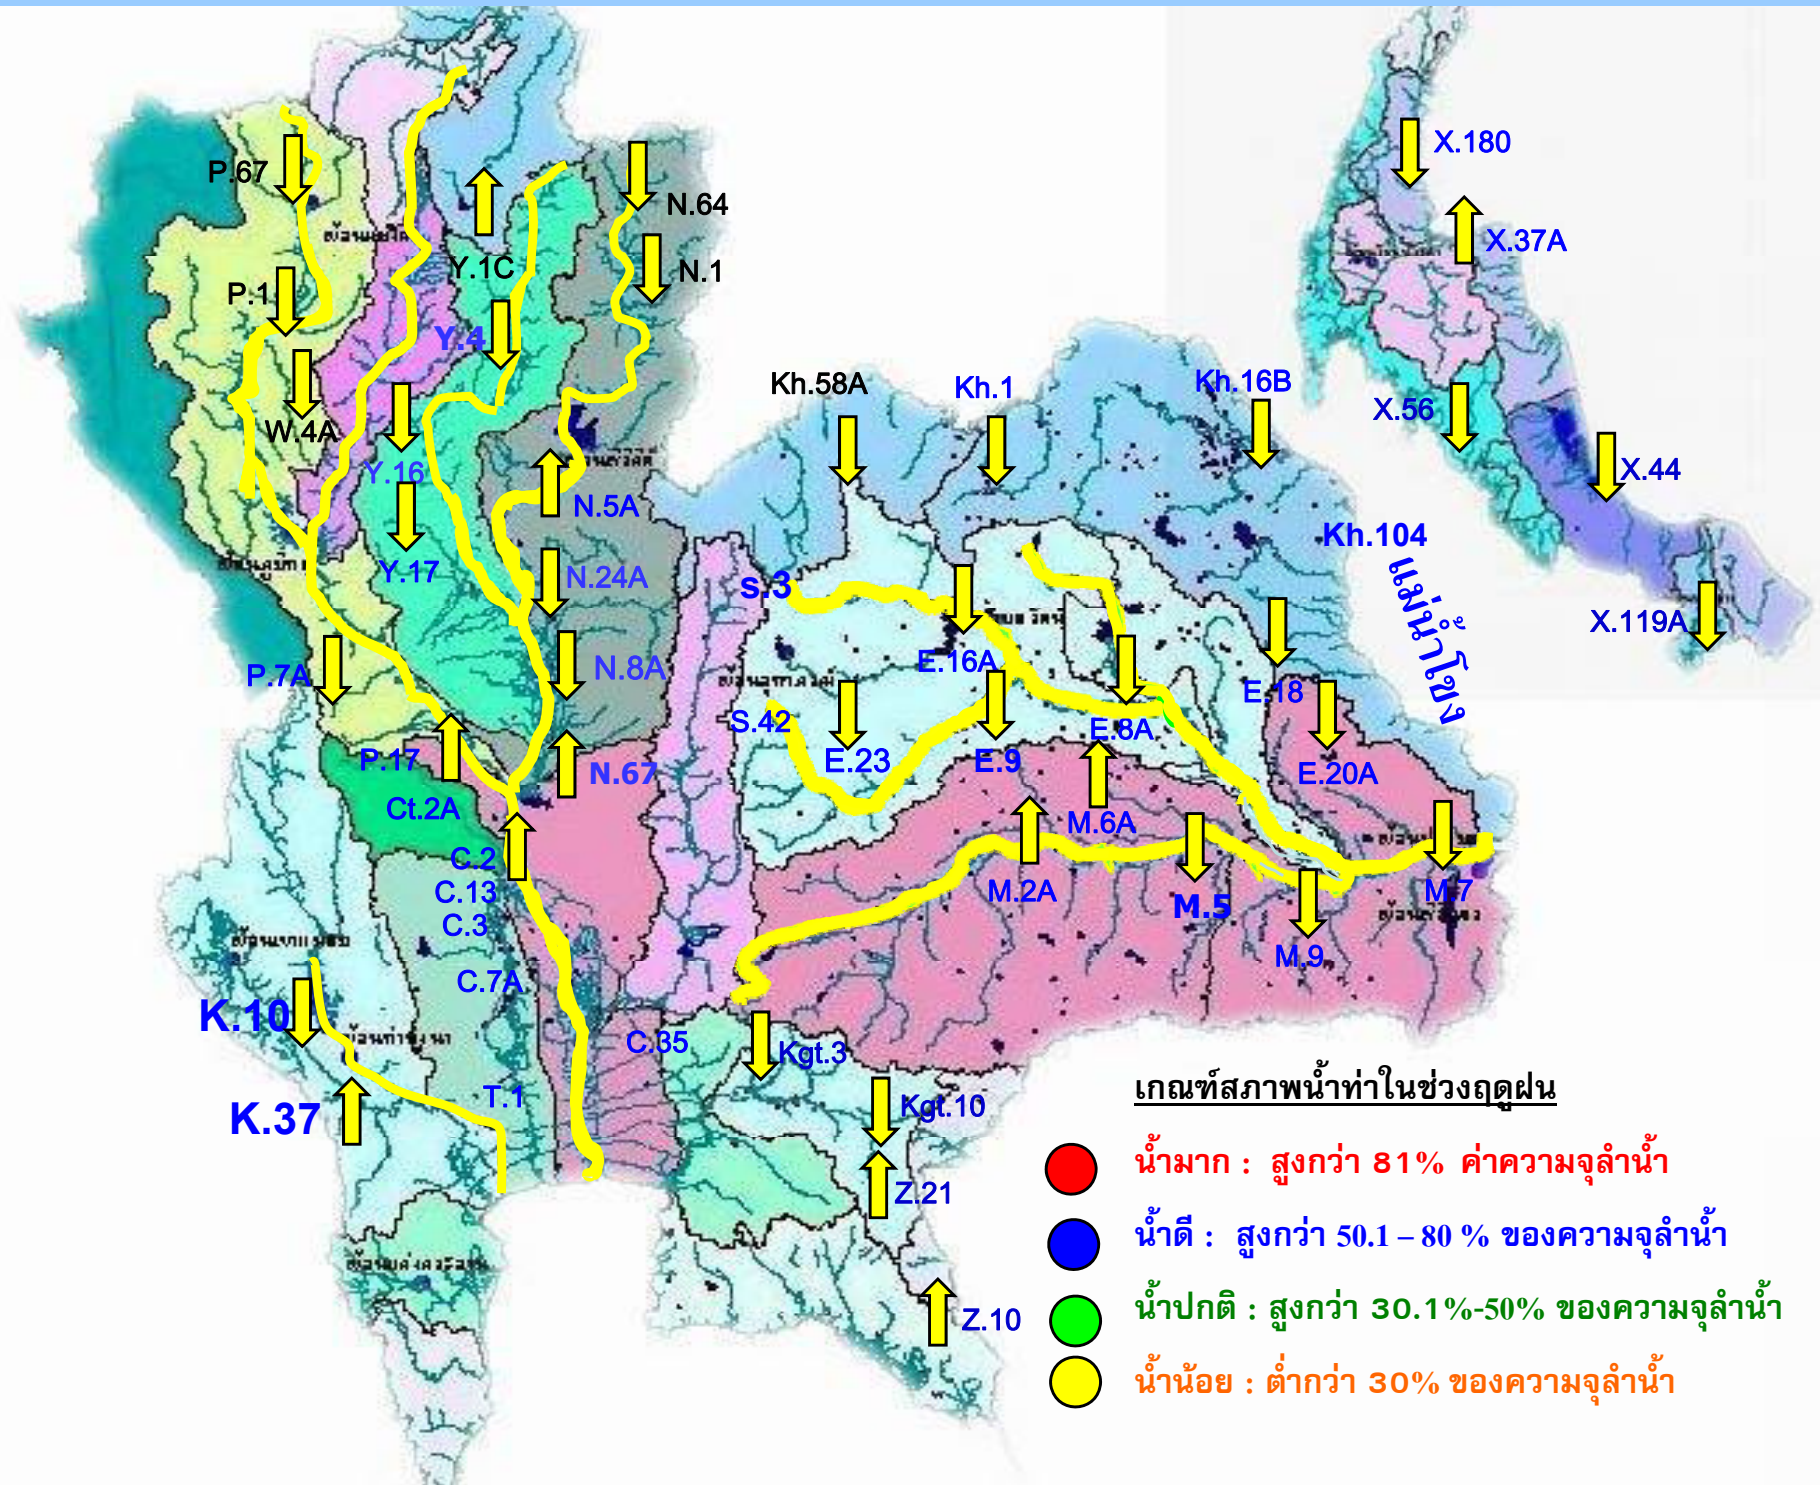 X.180
P.67
N.64
X.37A
Y.1C
N.1
P.1
Y.4
Kh.58A
Kh.1
Kh.16B
X.56
W.4A
Y.16
X.44
N.5A
Kh.104
Y.17
N.24A
s.3
แม่น้ำโขง
X.119A
N.8A
E.16A
P.7A
E.18
S.42
E.8A
P.17
N.67
E.23
E.9
E.20A
Ct.2A
M.6A
C.2
C.13
M.2A
M.5
M.7
C.3
M.9
C.7A
K.10
C.35
Kgt.3
T.1
K.37
Kgt.10
Z.21
Z.10
เกณฑ์สภาพน้ำท่าในช่วงฤดูฝน
น้ำมาก : สูงกว่า 81% ค่าความจุลำน้ำ
น้ำดี : สูงกว่า 50.1 – 80 % ของความจุลำน้ำ
น้ำปกติ : สูงกว่า 30.1%-50% ของความจุลำน้ำ
น้ำน้อย : ต่ำกว่า 30% ของความจุลำน้ำ